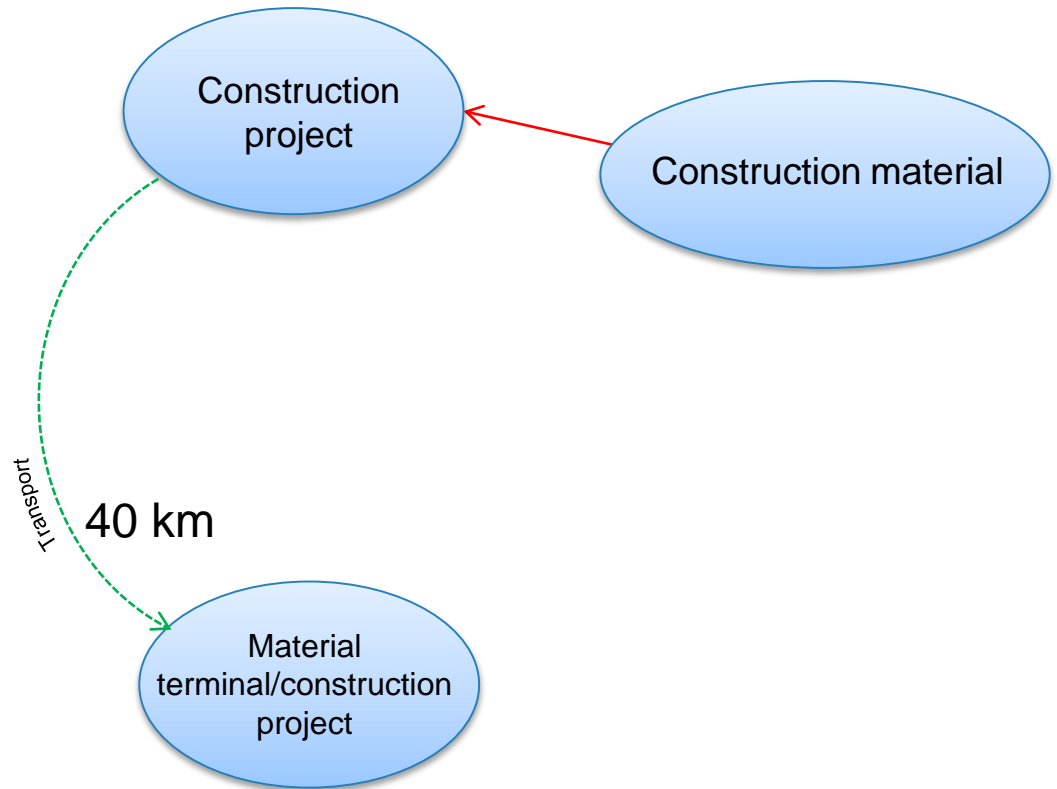 Construction
project
Construction material
Transport
40 km
Material
terminal/construction
project